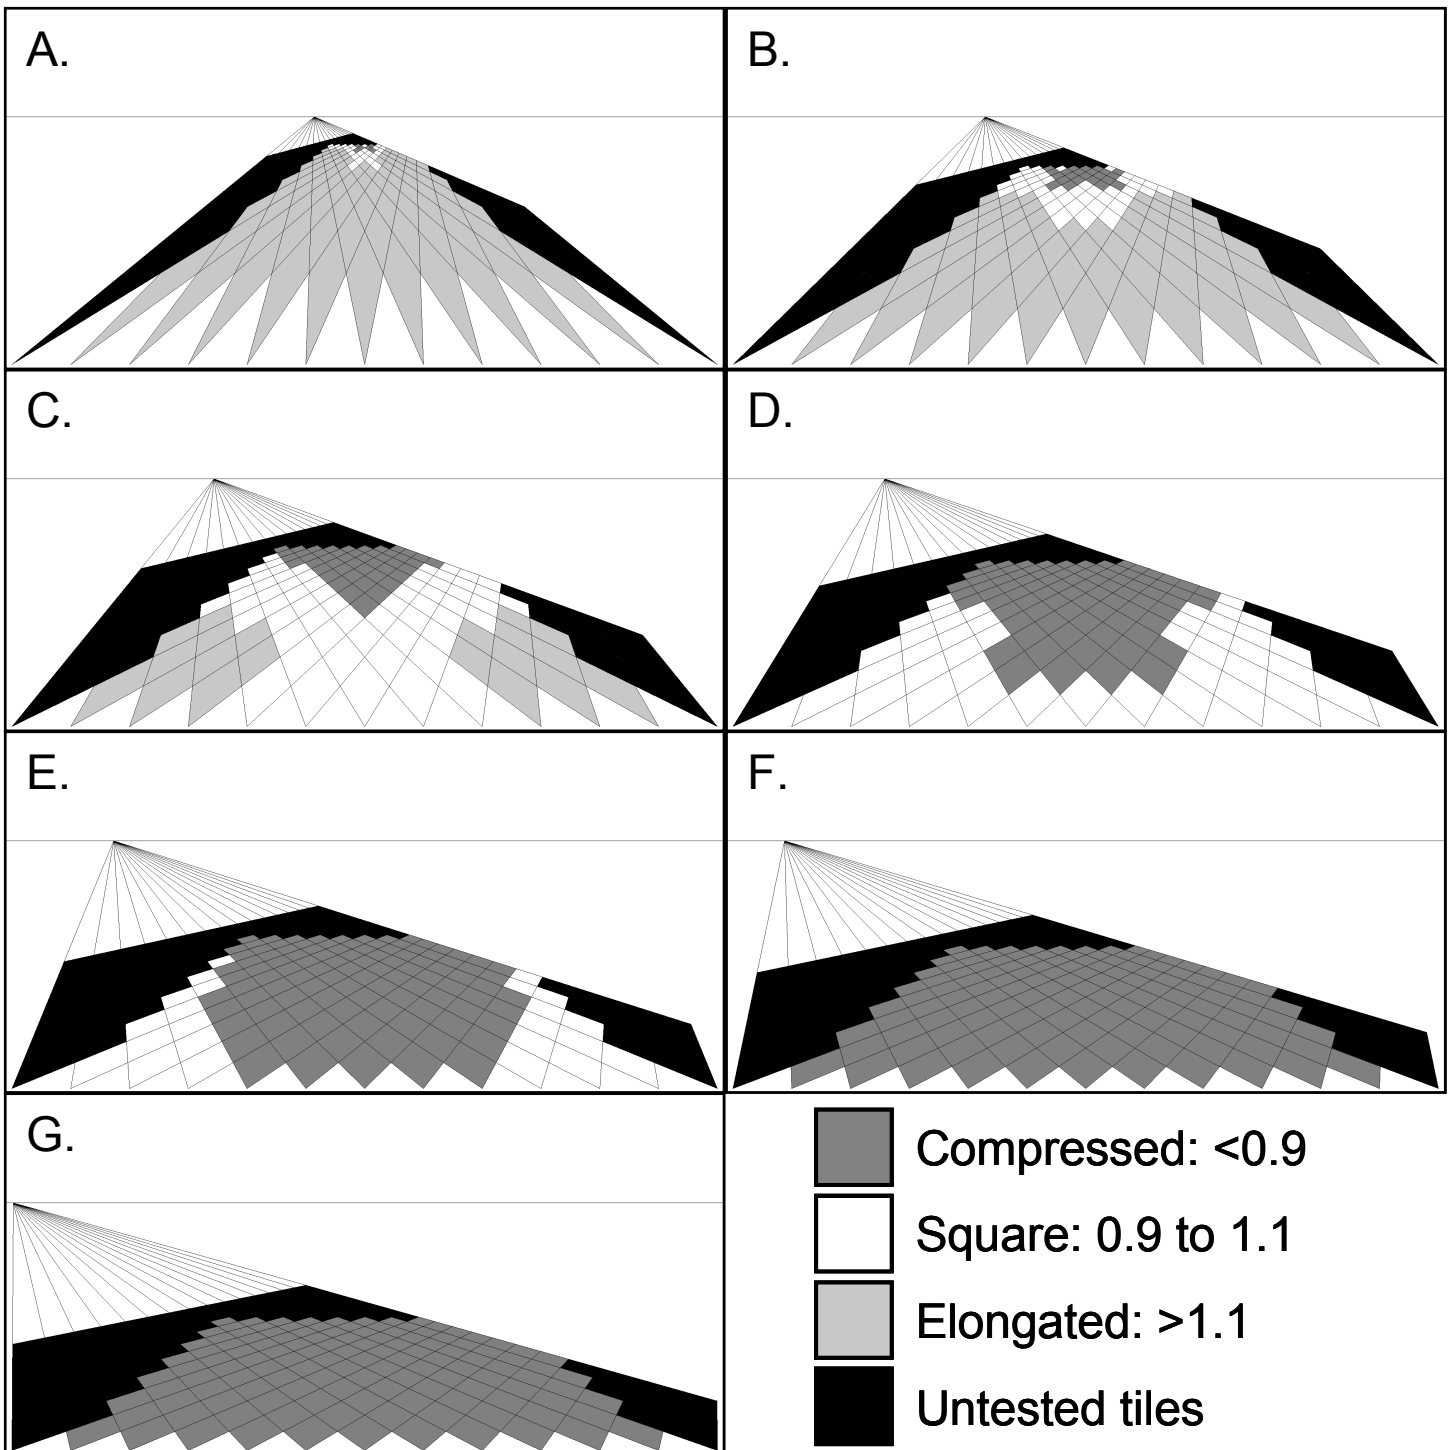 A.
B.
C.
D.
E.
F.
G.
Compressed: <0.9
Square: 0.9 to 1.1
Elongated: >1.1
Untested tiles